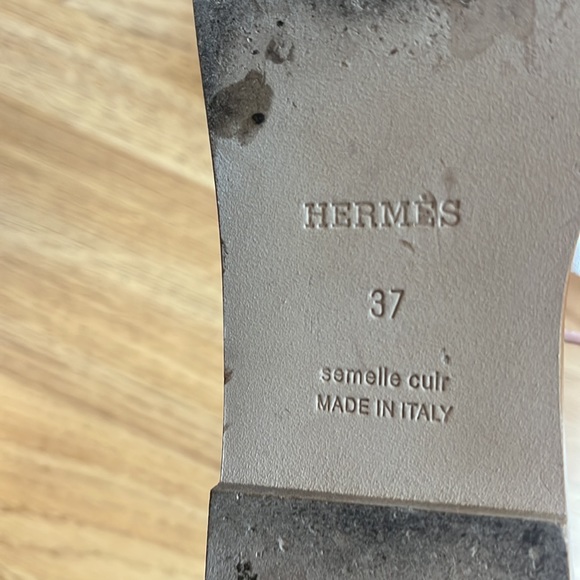 HERMÈS
37
semelle cuir
MADE IN ITALY